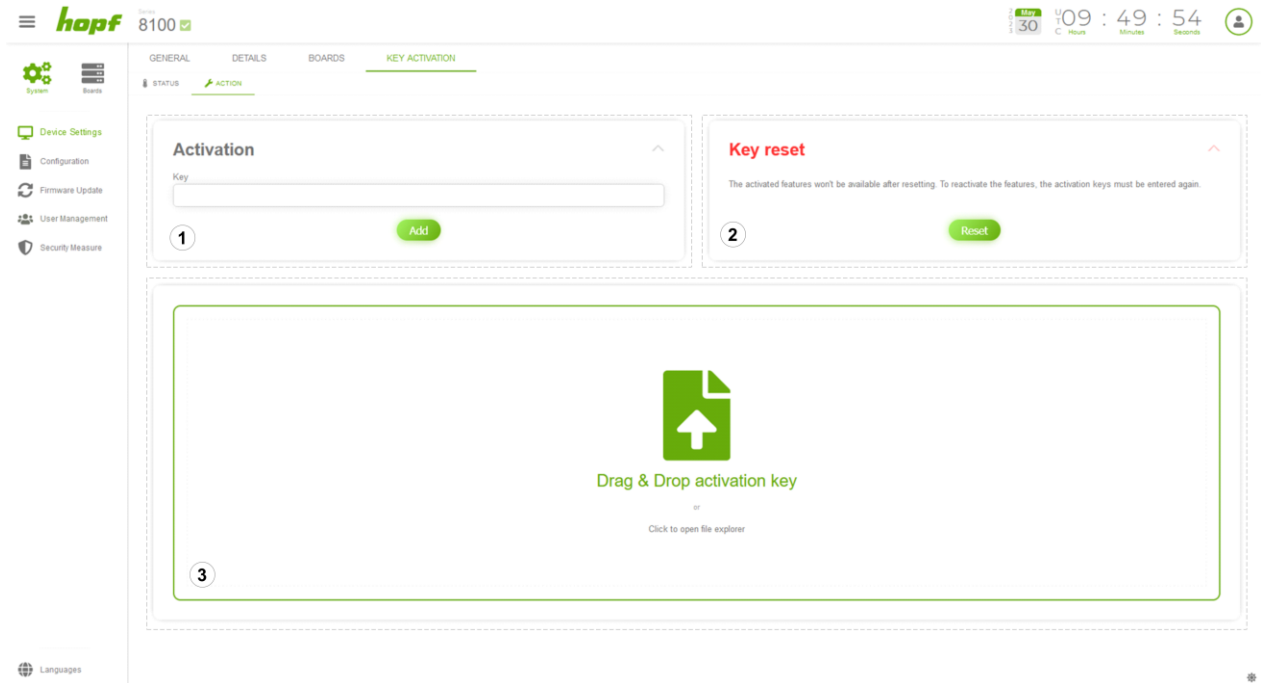 hopf
Series
8100
2023
May
30
UTC
09 : 49 : 54
Hours Minutes Seconds
System Boards
GENERAL DETAILS BOARDS KEY ACTIVATION
STATUS ACTION
Device Settings
Configuration
Firmware Update
User Management
Security Measure
Activation
Key
Add
1
Key reset
The activated features won't be available after resetting. To reactivate the features, the activation keys must be entered again.
Reset
2
Drag & Drop activation key
or
Click to open file explorer
3
Languages